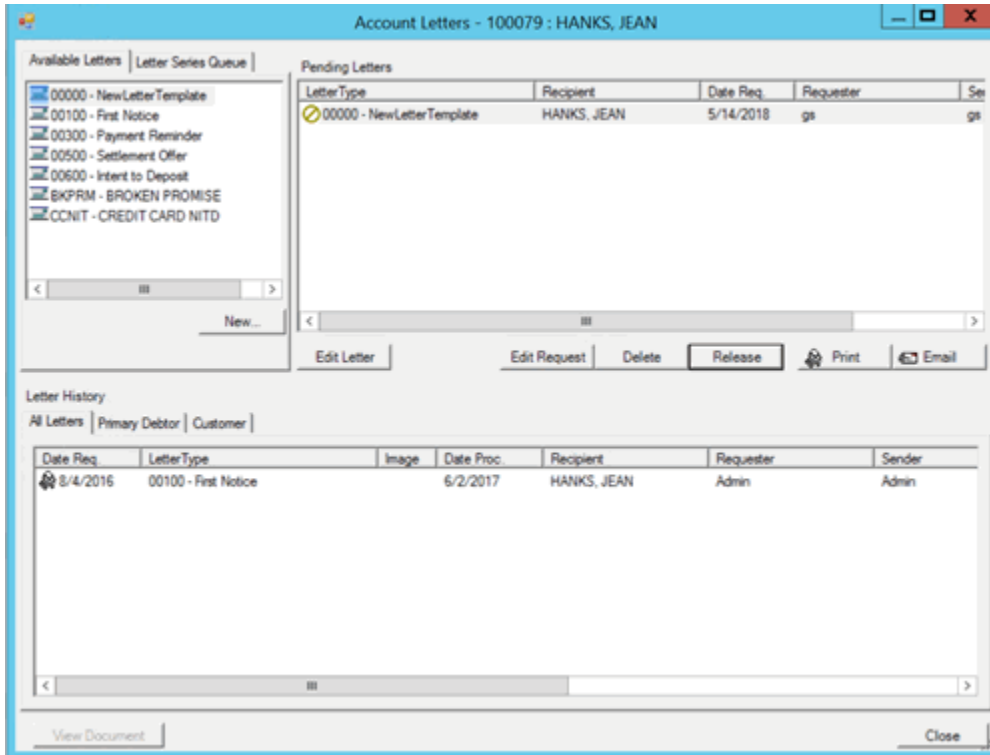 Account Letters - 100079 : HANKS, JEAN
Available Letters Letter Series Queue
00000 - NewLetterTemplate
00100 - First Notice
00300 - Payment Reminder
00500 - Settlement Offer
00600 - Intent to Deposit
BKPRM - BROKEN PROMISE
CCNIT - CREDIT CARD NITD
New...
Pending Letters
LetterType Recipient Date Req. Requester Se
00000 - NewLetterTemplate HANKS, JEAN 5/14/2018 gs gs
Edit Letter Edit Request Delete Release Print Email
Letter History
All Letters Primary Debtor Customer
Date Req. LetterType Image Date Proc. Recipient Requester Sender
8/4/2016 00100 - First Notice 6/2/2017 HANKS, JEAN Admin Admin
View Document Close